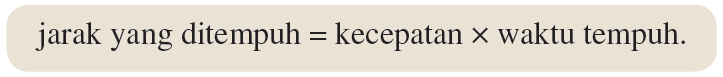 jarak yang ditempuh = kecepatan × waktu tempuh.